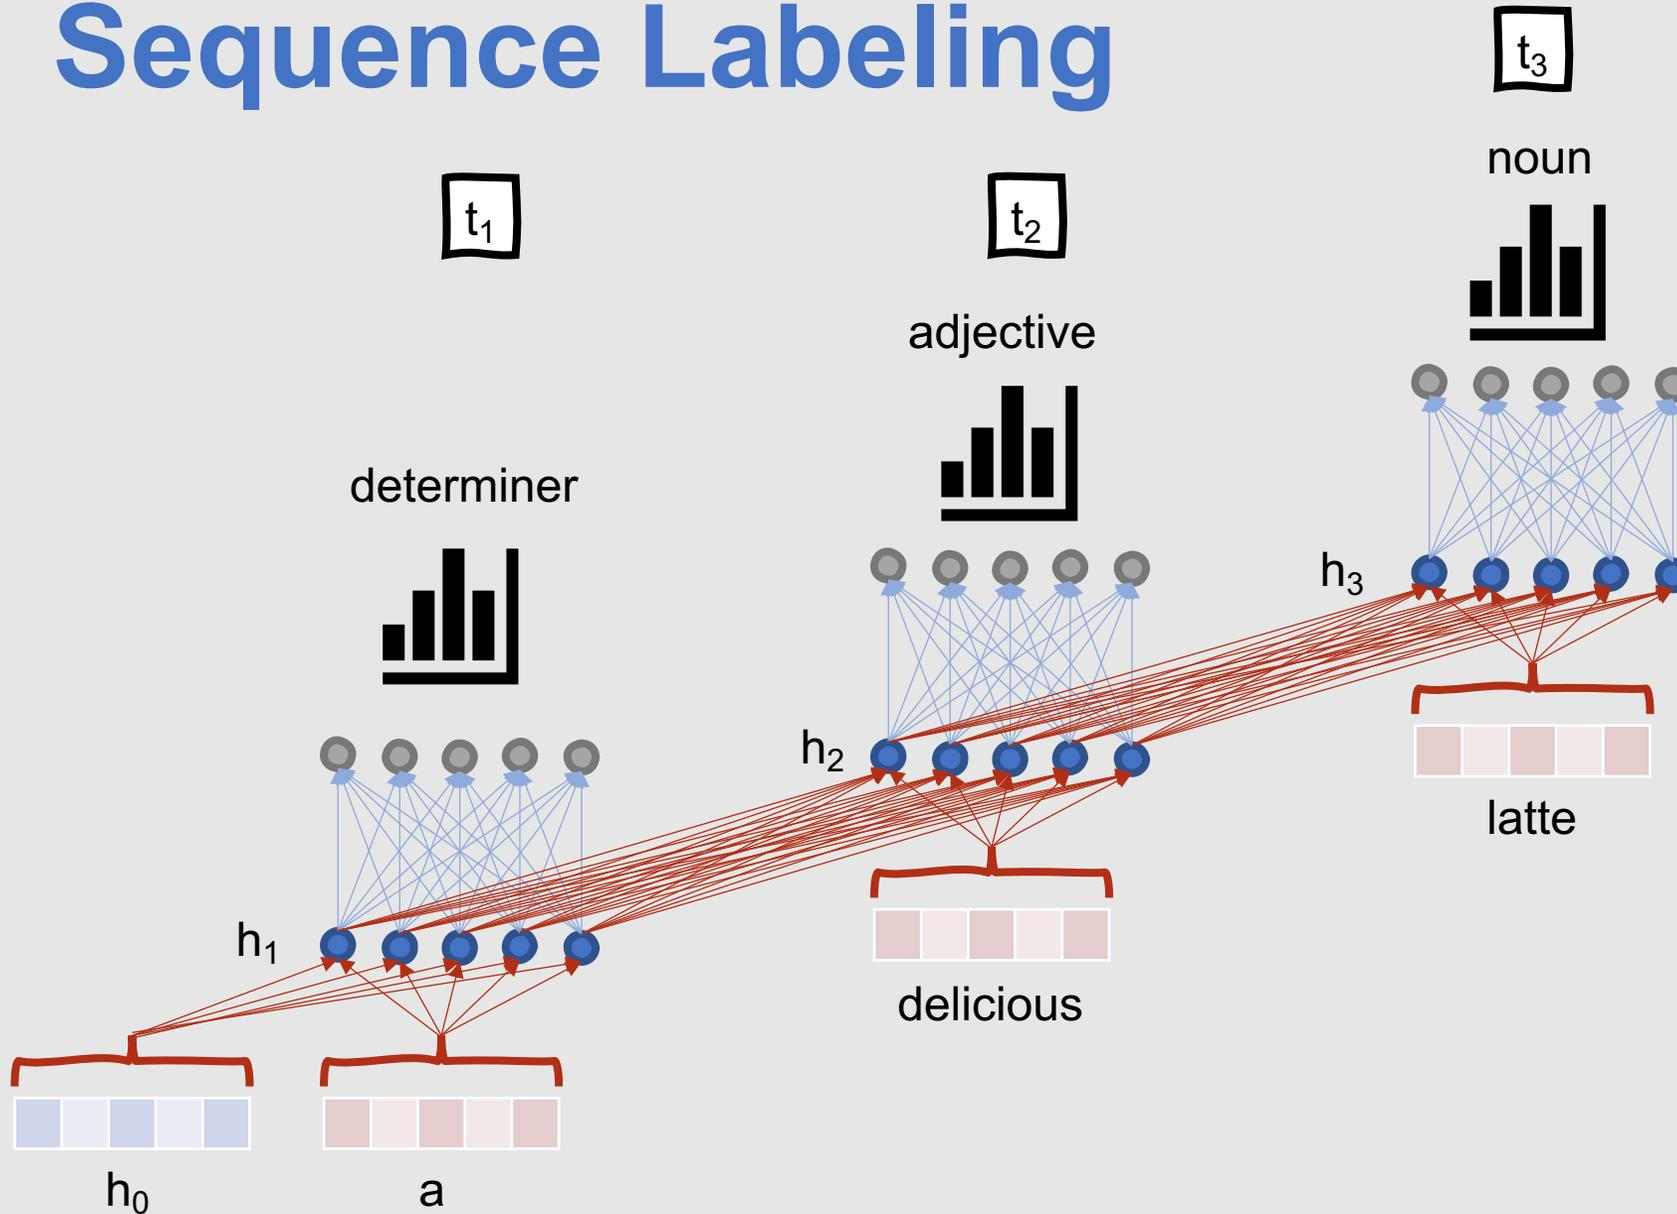 Sequence Labeling
t₃
noun
t₁
t₂
adjective
determiner
h₃
h₂
latte
h₁
delicious
h₀
a